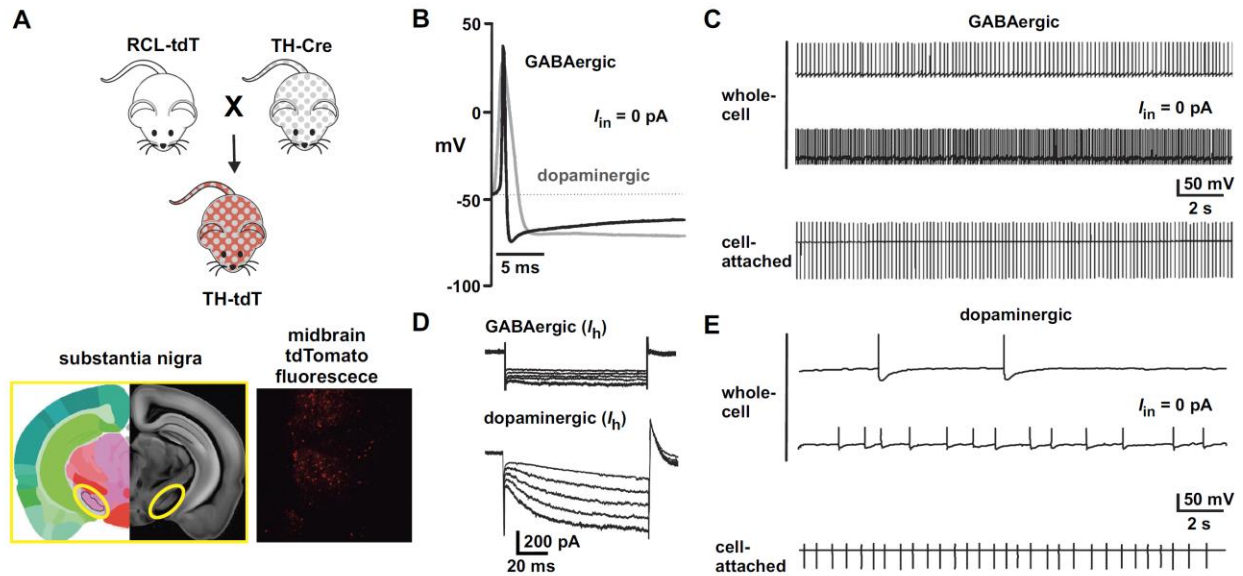 A
RCL-tdT
TH-Cre
X
TH-tdT
substantia nigra
midbrain
tdTomato
fluorescece
B
50
0
mV
-50
-100
GABAergic
Iin = 0 pA
dopaminergic
5 ms
C
GABAergic
whole-
cell
Iin = 0 pA
50 mV
2 s
cell-
attached
D
GABAergic (Ih)
dopaminergic (Ih)
200 pA
20 ms
E
dopaminergic
whole-
cell
Iin = 0 pA
50 mV
2 s
cell-
attached